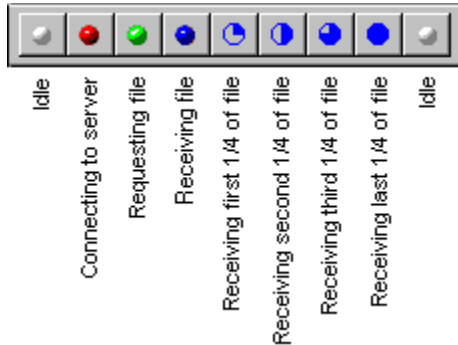 Idle
Connecting to server
Requesting file
Receiving file
Receiving first 1/4 of file
Receiving second 1/4 of file
Receiving third 1/4 of file
Receiving last 1/4 of file
Idle